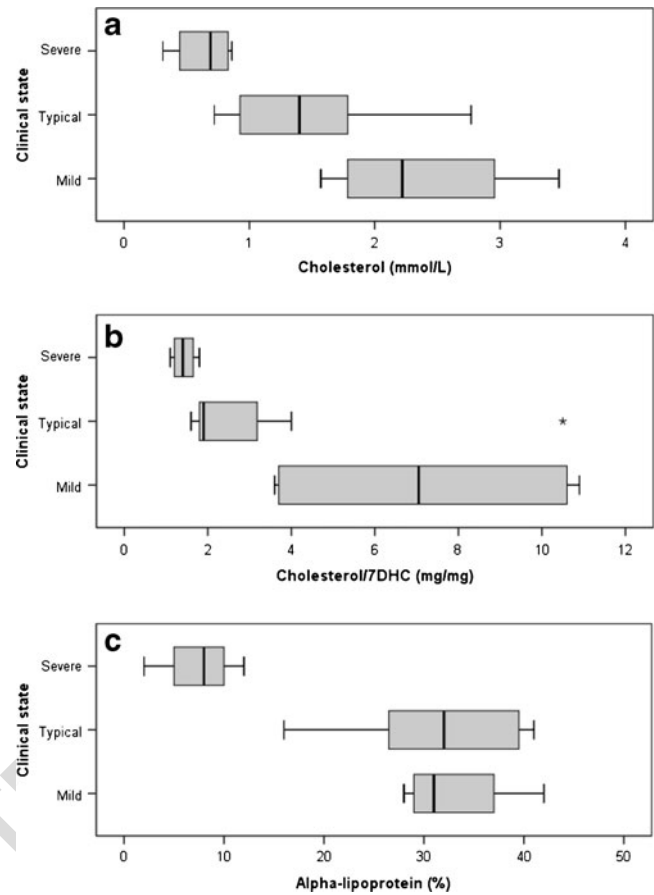 a
Clinical state
Severe
Typical
Mild
0 1 2 3 4
Cholesterol (mmol/L)
b
Clinical state
Severe
Typical
*
Mild
0 2 4 6 8 10 12
Cholesterol/7DHC (mg/mg)
c
Clinical state
Severe
Typical
Mild
0 10 20 30 40 50
Alpha-lipoprotein (%)